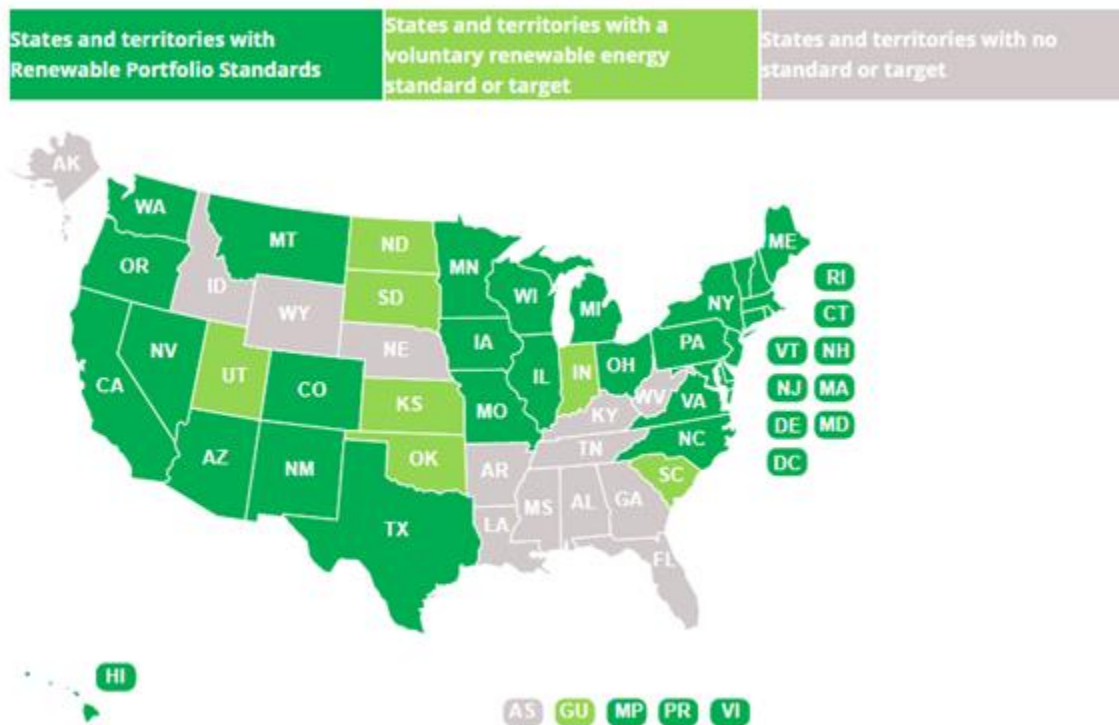 States and territories with
Renewable Portfolio Standards
States and territories with a
voluntary renewable energy
standard or target
States and territories with no
standard or target
AK
WA
MT
ND
MN
ME
OR
ID
SD
WI
MI
NY
RI
WY
CT
NV
NE
IA
PA
VT NH
CA
UT
CO
IL
IN
OH
KS
MO
WV
VA
NJ MA
KY
AZ
NM
OK
AR
TN
NC
DE MD
SC
DC
TX
LA
MS
AL
GA
FL
HI
AS GU MP PR VI